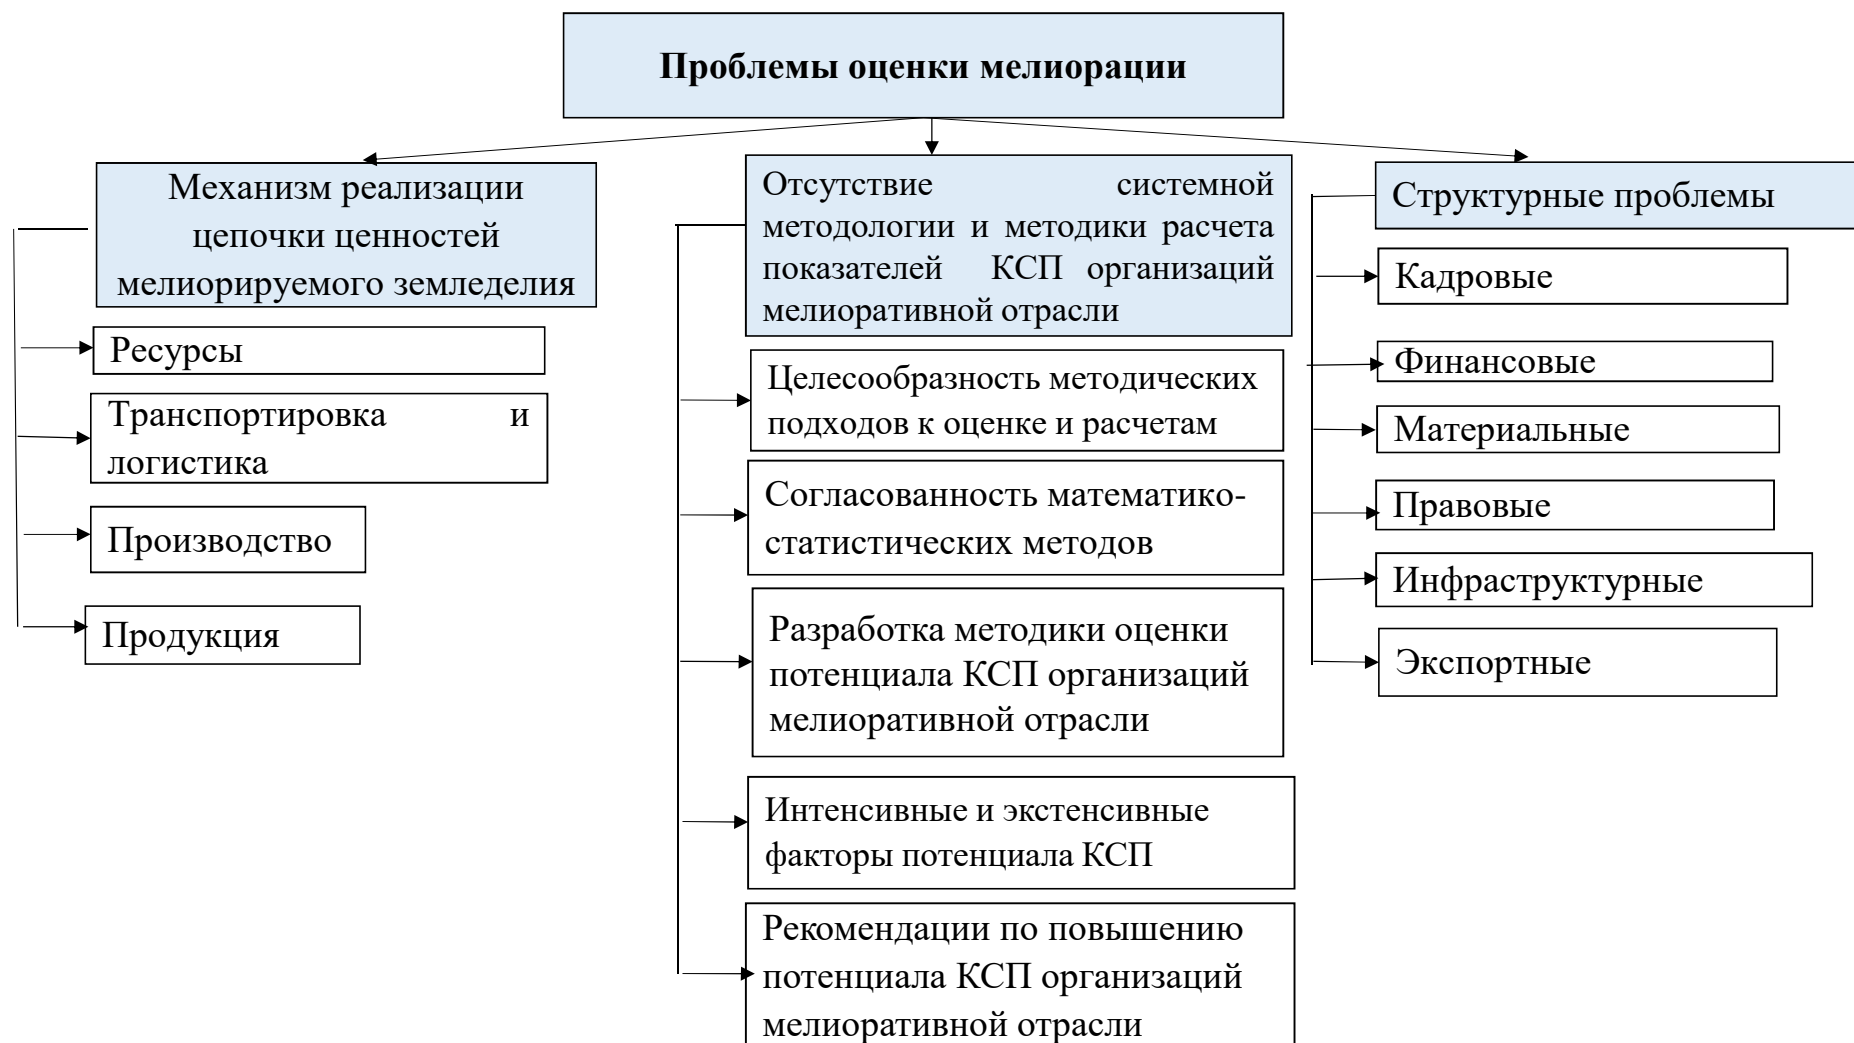 Проблемы оценки мелиорации
Механизм реализации
цепочки ценностей
мелиорируемого земледелия
Ресурсы
Транспортировка и
логистика
Производство
Продукция
Отсутствие системной
методологии и методики расчета
показателей КСП организаций
мелиоративной отрасли
Целесообразность методических
подходов к оценке и расчетам
Согласованность математико-
статистических методов
Разработка методики оценки
потенциала КСП организаций
мелиоративной отрасли
Интенсивные и экстенсивные
факторы потенциала КСП
Рекомендации по повышению
потенциала КСП организаций
мелиоративной отрасли
Структурные проблемы
Кадровые
Финансовые
Материальные
Правовые
Инфраструктурные
Экспортные